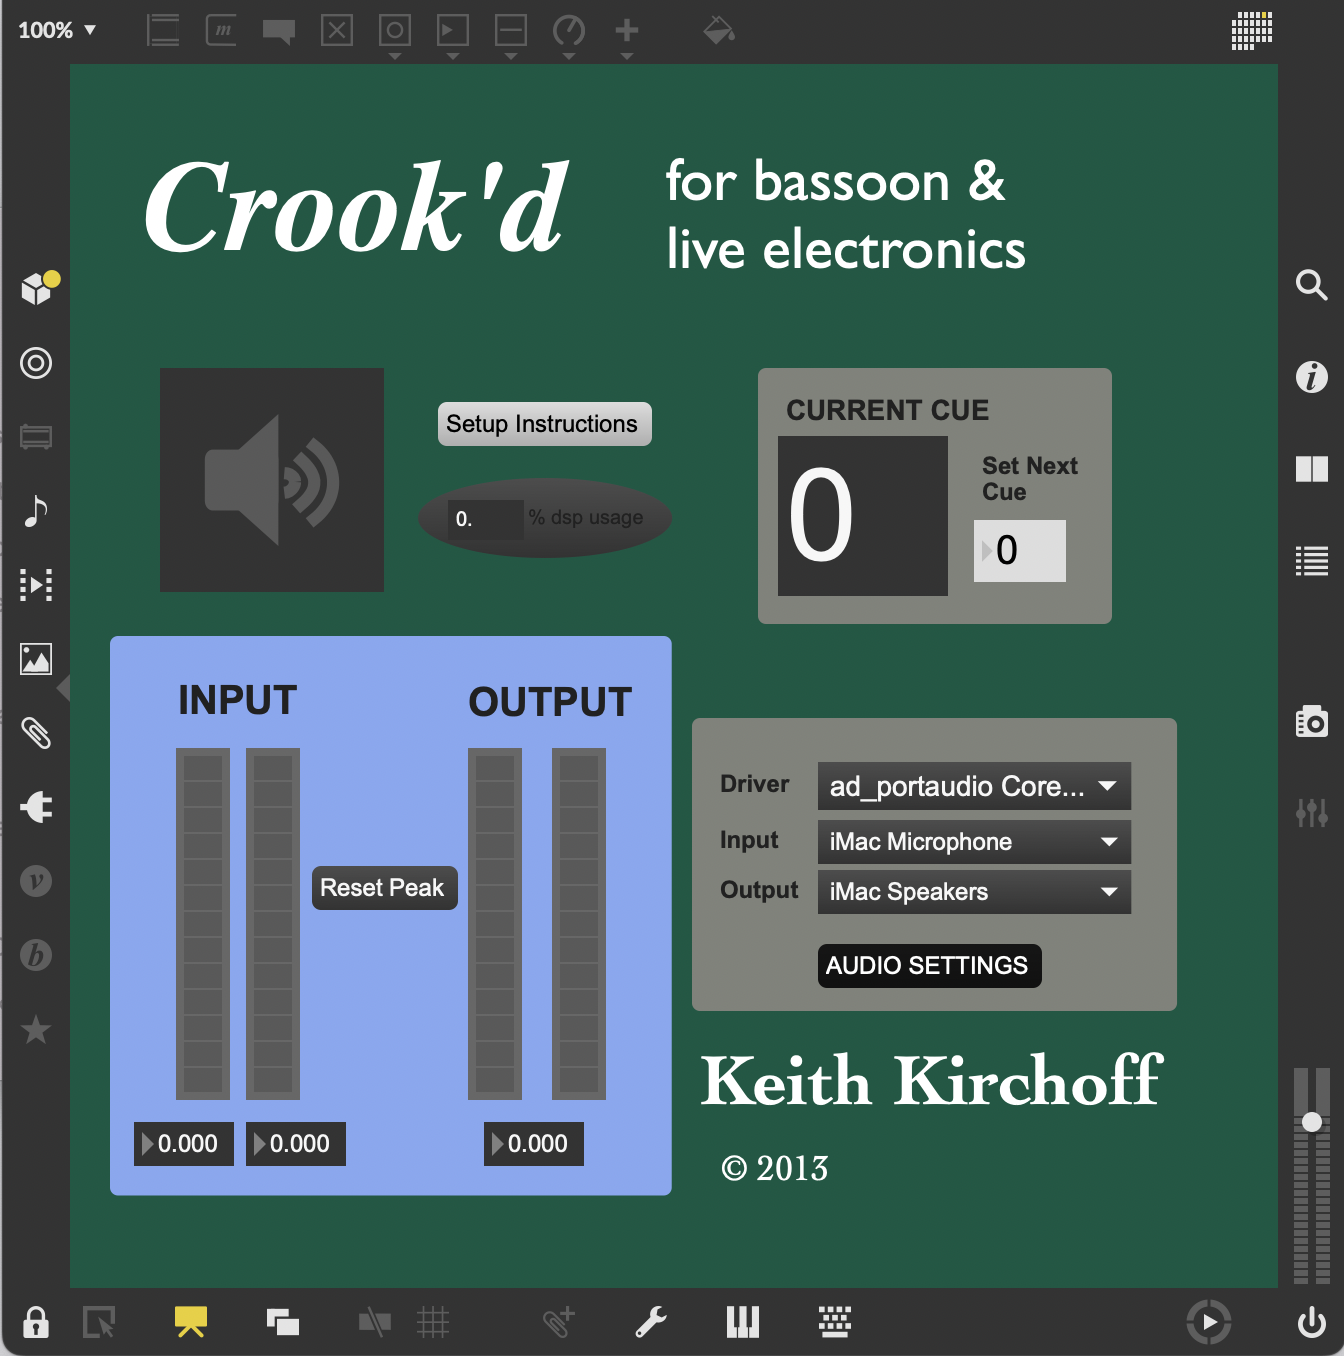 100%
m
Crook'd
for bassoon &
live electronics
Setup Instructions
0. % dsp usage
CURRENT CUE
0
Set Next
Cue
0
INPUT
OUTPUT
Reset Peak
0.000
0.000
0.000
Driver
ad_portaudio Core...
Input
iMac Microphone
Output
iMac Speakers
AUDIO SETTINGS
Keith Kirchoff
© 2013
i
v
b